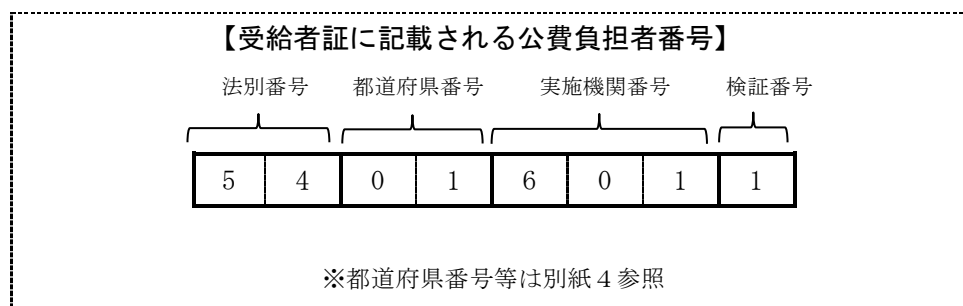 【受給者証に記載される公費負担者番号】
法別番号 都道府県番号 実施機関番号 検証番号
5 4 0 1 6 0 1 1
※都道府県番号等は別紙4参照